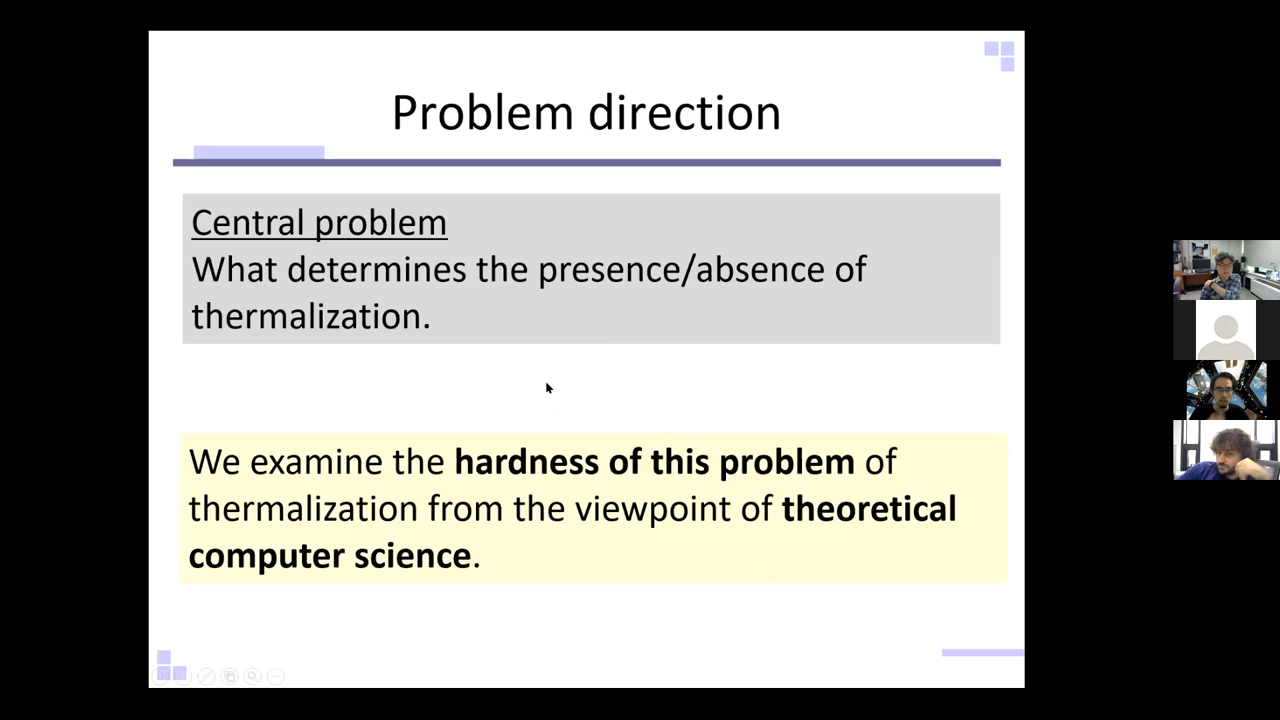 Problem direction
Central problem
What determines the presence/absence of
thermalization.
We examine the hardness of this problem of
thermalization from the viewpoint of theoretical
computer science.